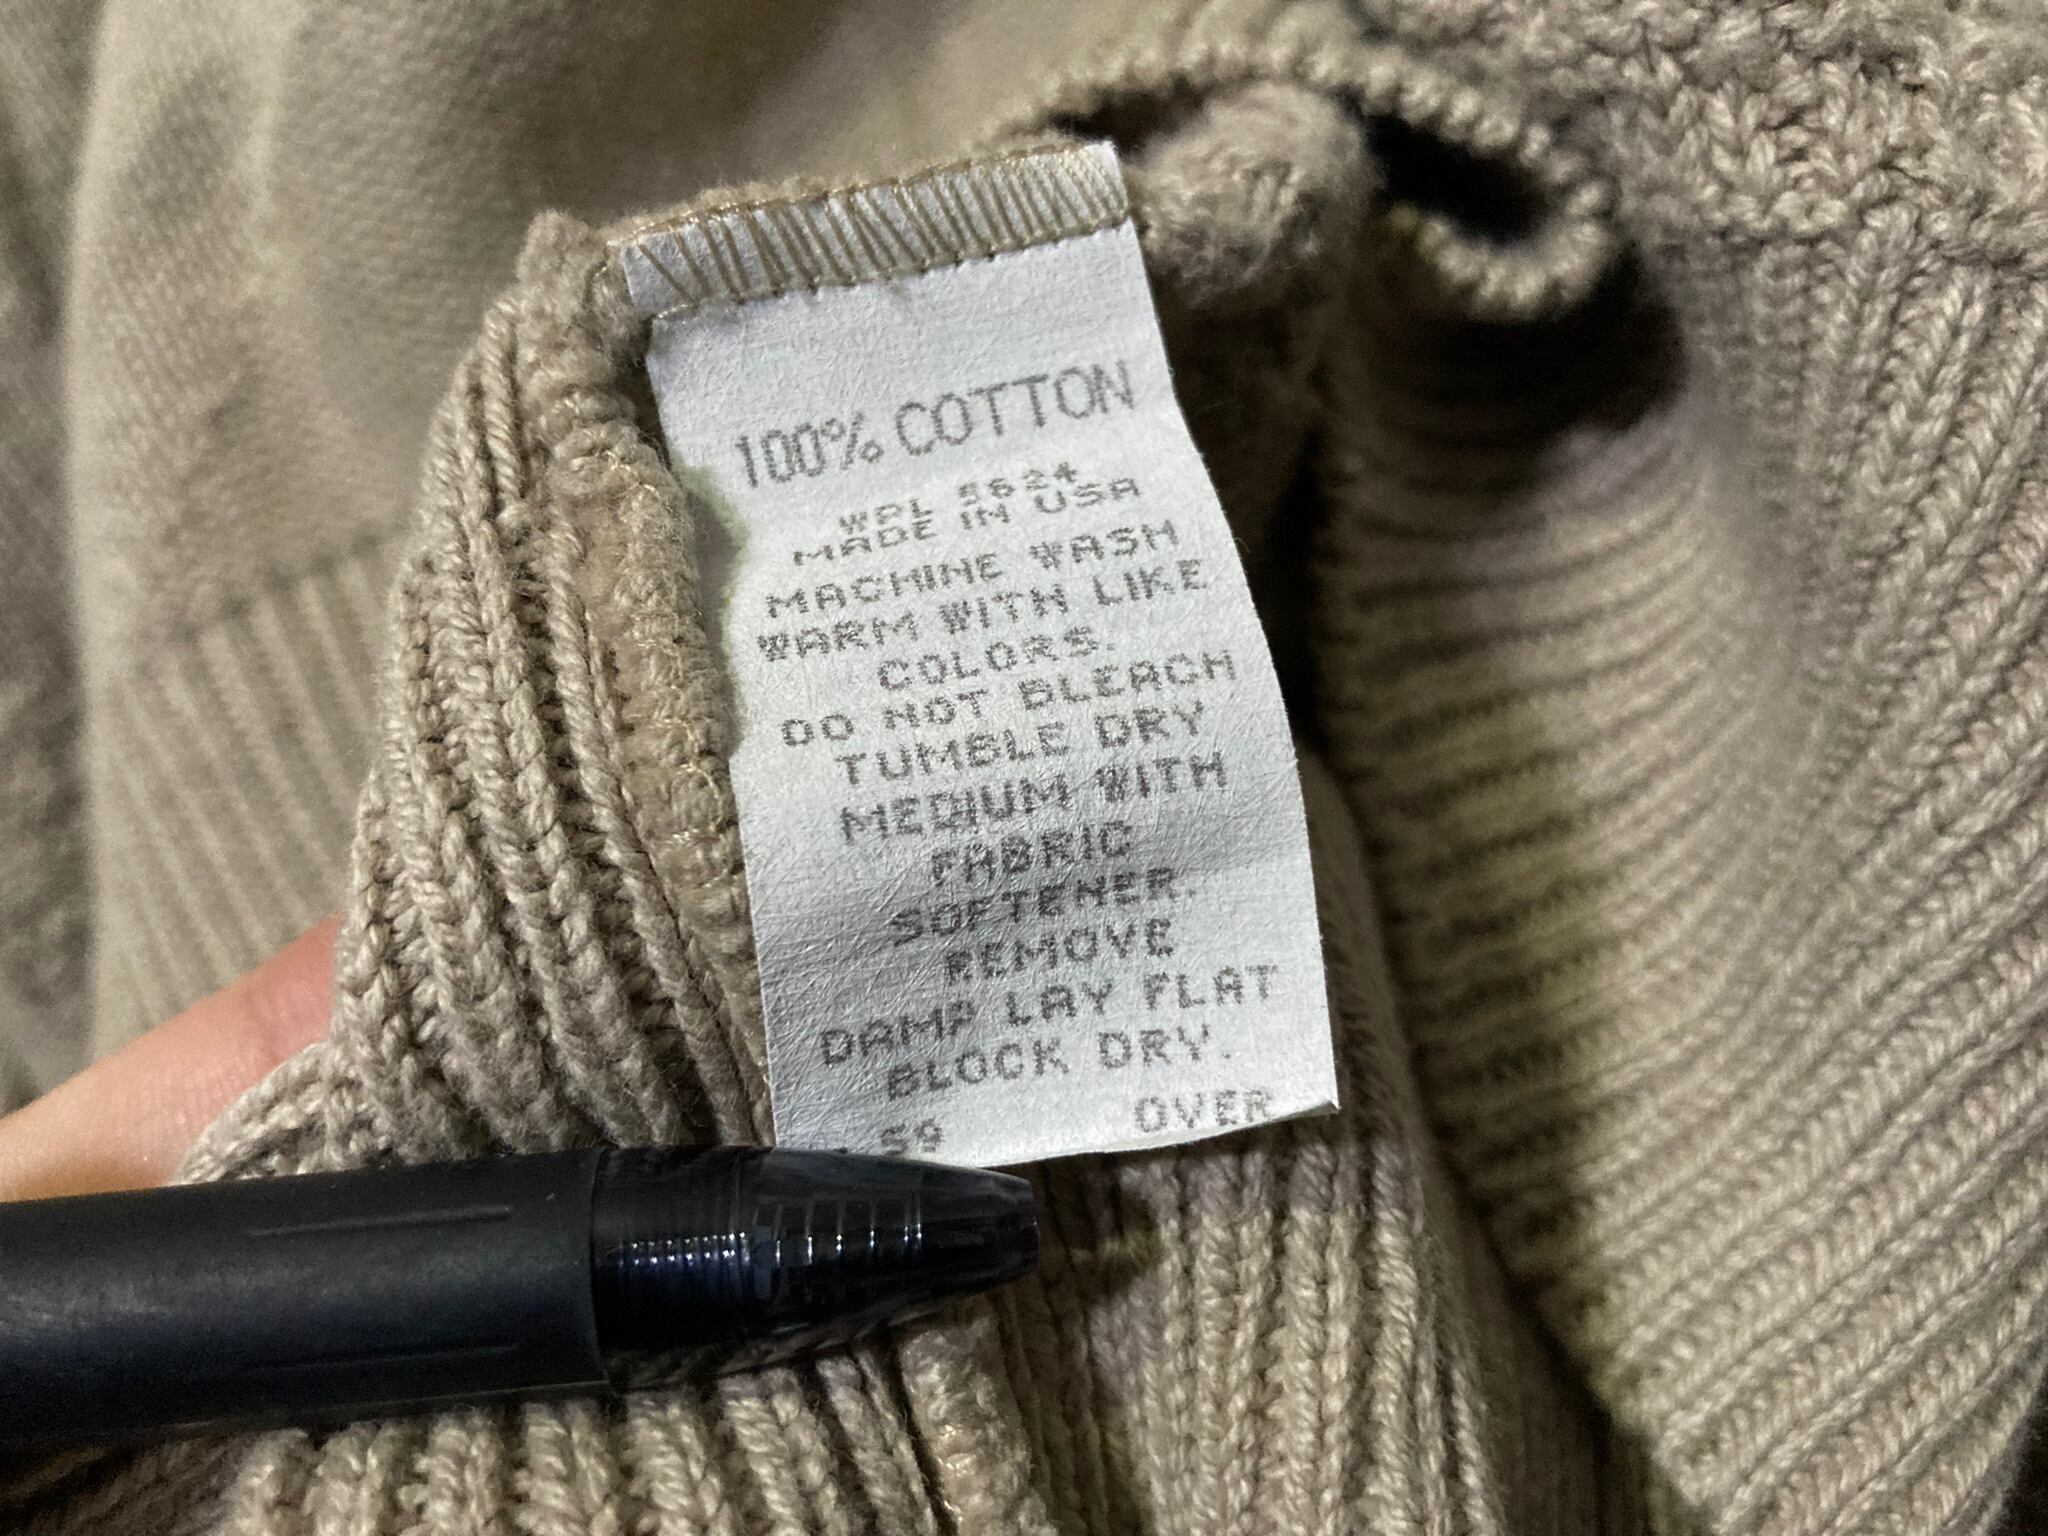 100% COTTON
WPL 5624
MADE IN USA
MACHINE WASH
WARM WITH LIKE
COLORS.
DO NOT BLEACH
TUMBLE DRY
MEDIUM WITH
FABRIC
SOFTENER.
REMOVE
DAMP LAY FLAT
BLOCK DRY.
59 OVER